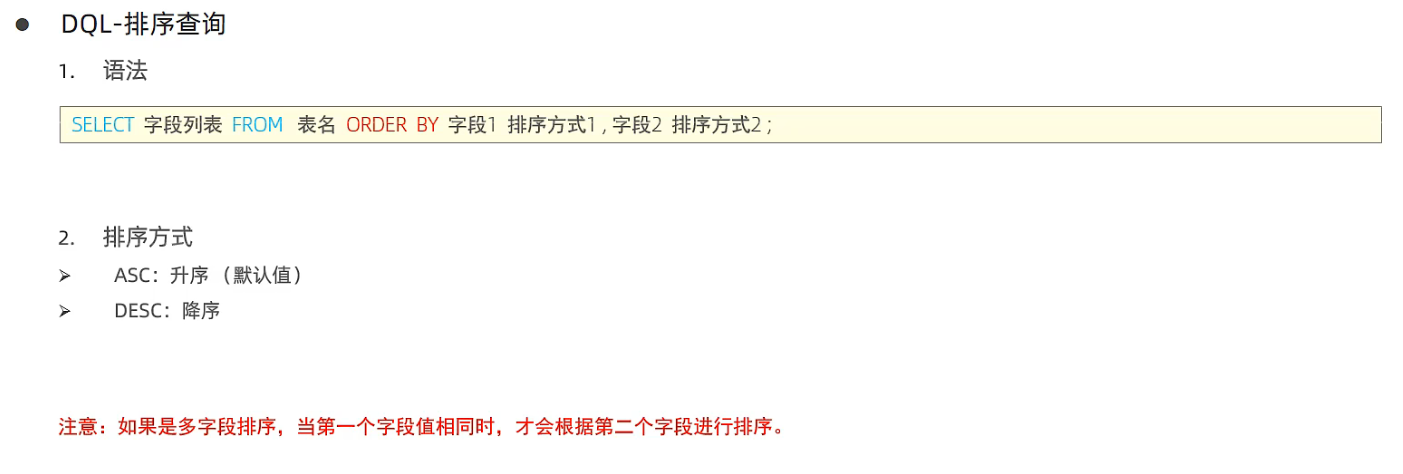 ● DQL-排序查询
1. 语法
SELECT 字段列表 FROM 表名 ORDER BY 字段1 排序方式1 , 字段2 排序方式2 ;
2. 排序方式
➢ ASC：升序（默认值）
➢ DESC：降序
注意：如果是多字段排序，当第一个字段值相同时，才会根据第二个字段进行排序。